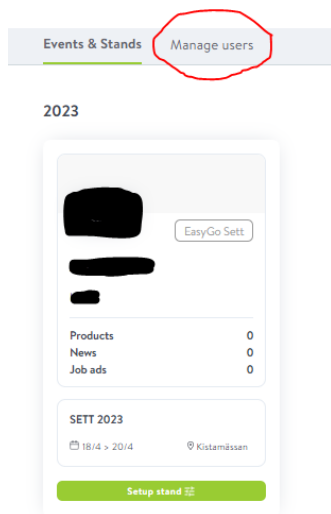 Events & Stands Manage users
2023
EasyGo Sett
Products 0
News 0
Job ads 0
SETT 2023
18/4 > 20/4 Kistamässan
Setup stand